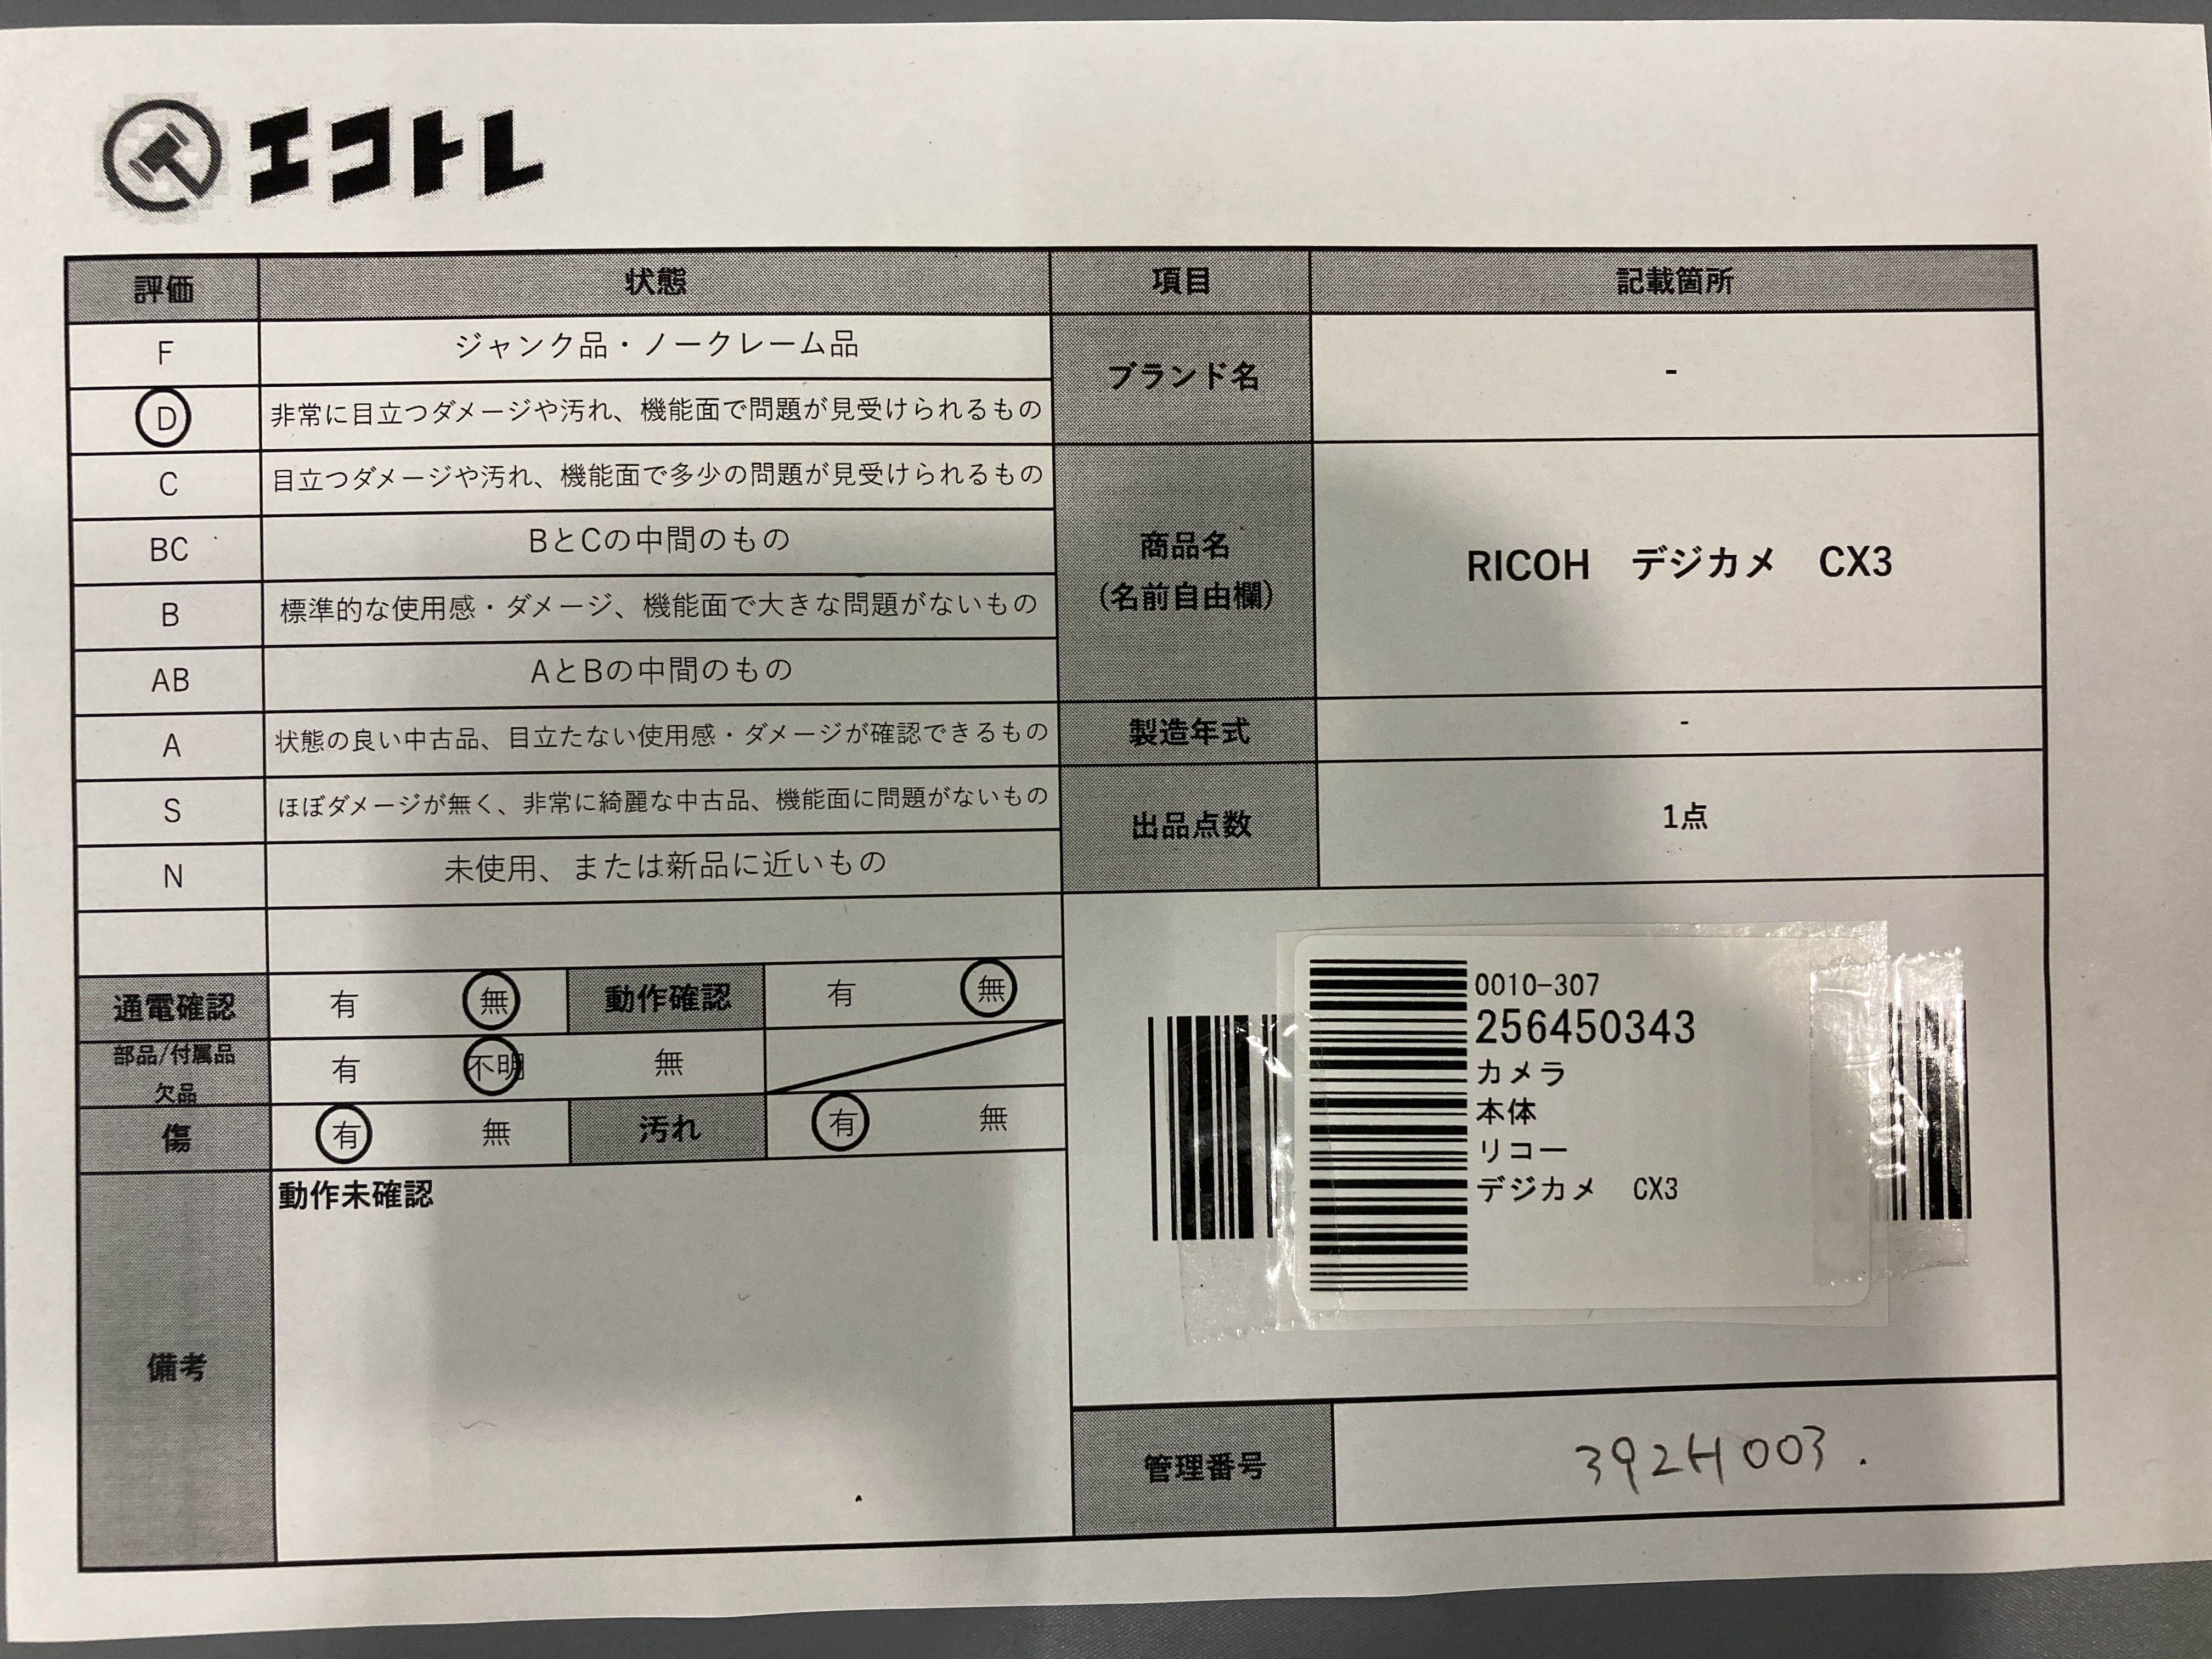 エコトレ
評価 状態 項目 記載箇所
F ジャンク品・ノークレーム品
ブランド名 -
D 非常に目立つダメージや汚れ、機能面で問題が見受けられるもの
C 目立つダメージや汚れ、機能面で多少の問題が見受けられるもの
BC BとCの中間のもの
商品名
(名前自由欄)
RICOH デジカメ CX3
B 標準的な使用感・ダメージ、機能面で大きな問題がないもの
AB AとBの中間のもの
A 状態の良い中古品、目立たない使用感・ダメージが確認できるもの
製造年式 -
S ほぼダメージが無く、非常に綺麗な中古品、機能面に問題がないもの
出品点数 1点
N 未使用、または新品に近いもの
通電確認 有 無 動作確認 有 無
部品/付属品
欠品
有 不明 無
傷 有 無 汚れ 有 無
備考
動作未確認
0010-307
256450343
カメラ
本体
リコー
デジカメ CX3
管理番号 392H003.